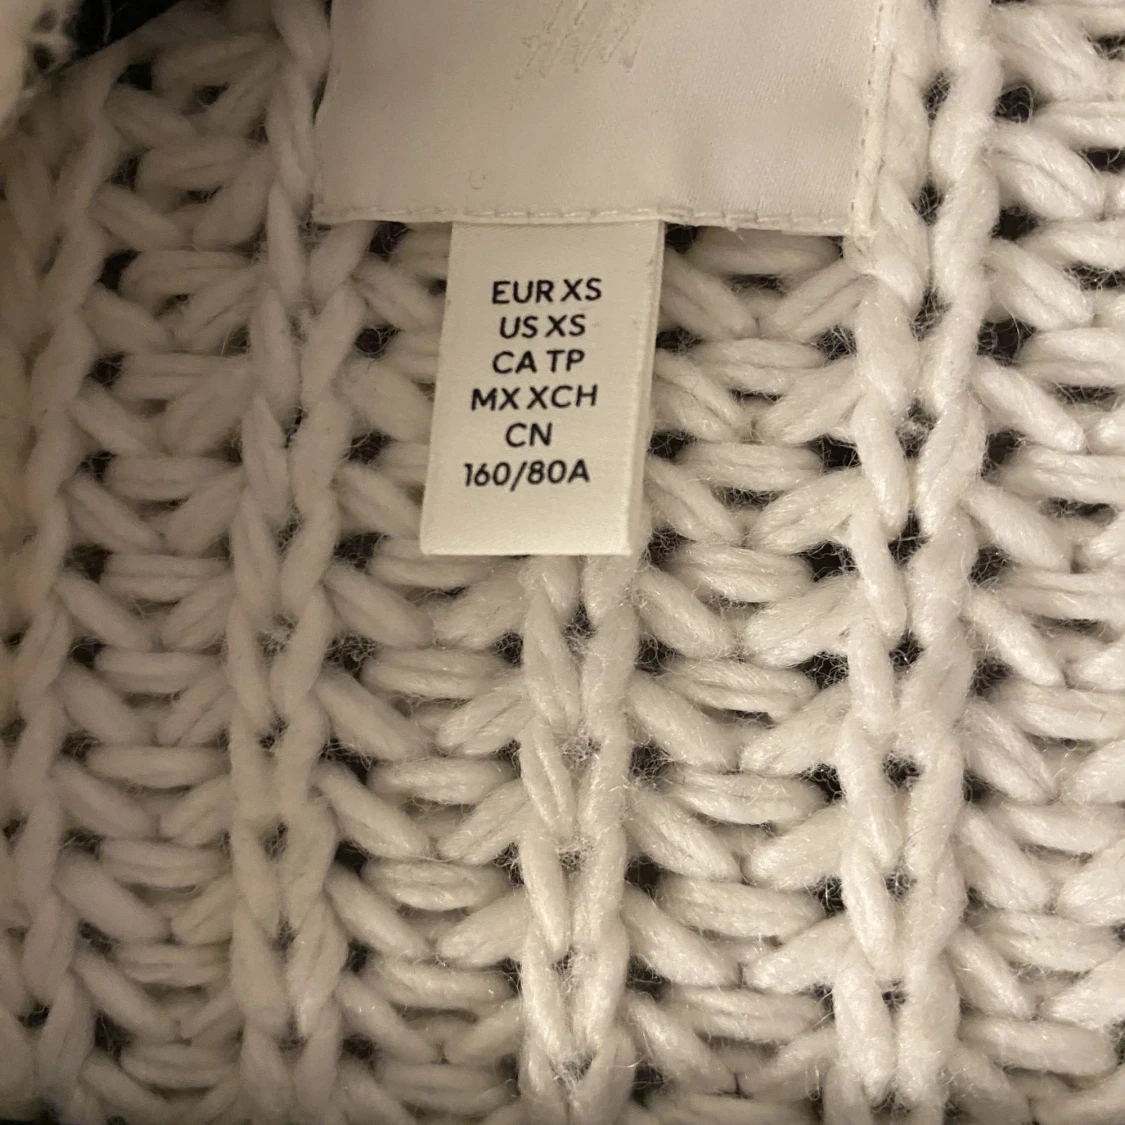 H&M
EUR XS
US XS
CA TP
MX XCH
CN
160/80A